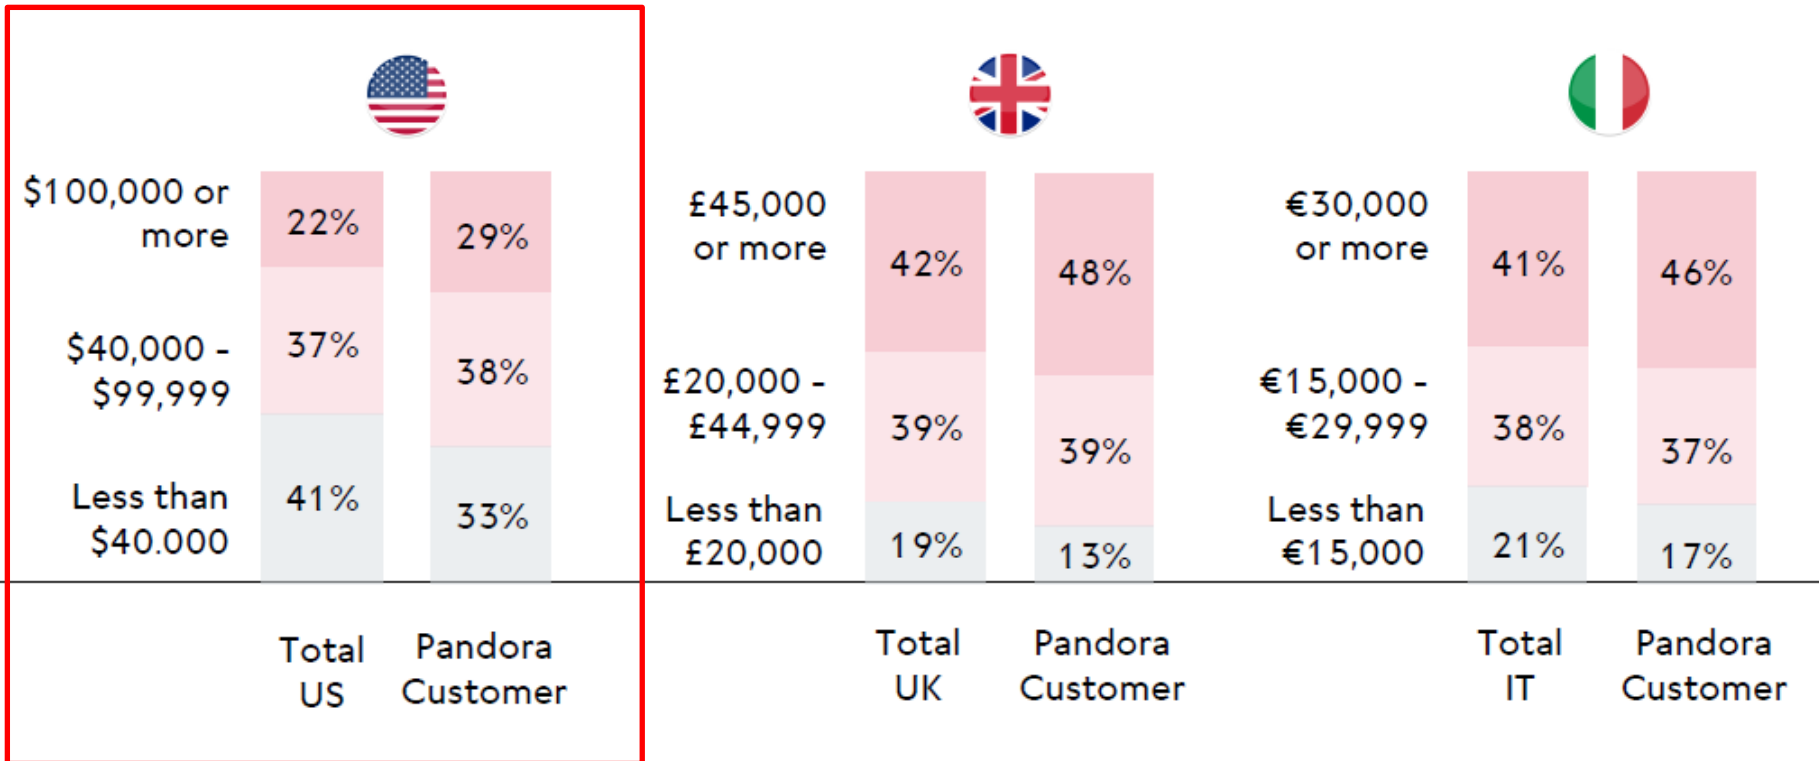 $100,000 or
more
22%
29%
$40,000 -
$99,999
37%
38%
Less than
$40.000
41%
33%
Total
US
Pandora
Customer
£45,000
or more
42%
48%
£20,000 -
£44,999
39%
39%
Less than
£20,000
19%
13%
Total
UK
Pandora
Customer
€30,000
or more
41%
46%
€15,000 -
€29,999
38%
37%
Less than
€15,000
21%
17%
Total
IT
Pandora
Customer